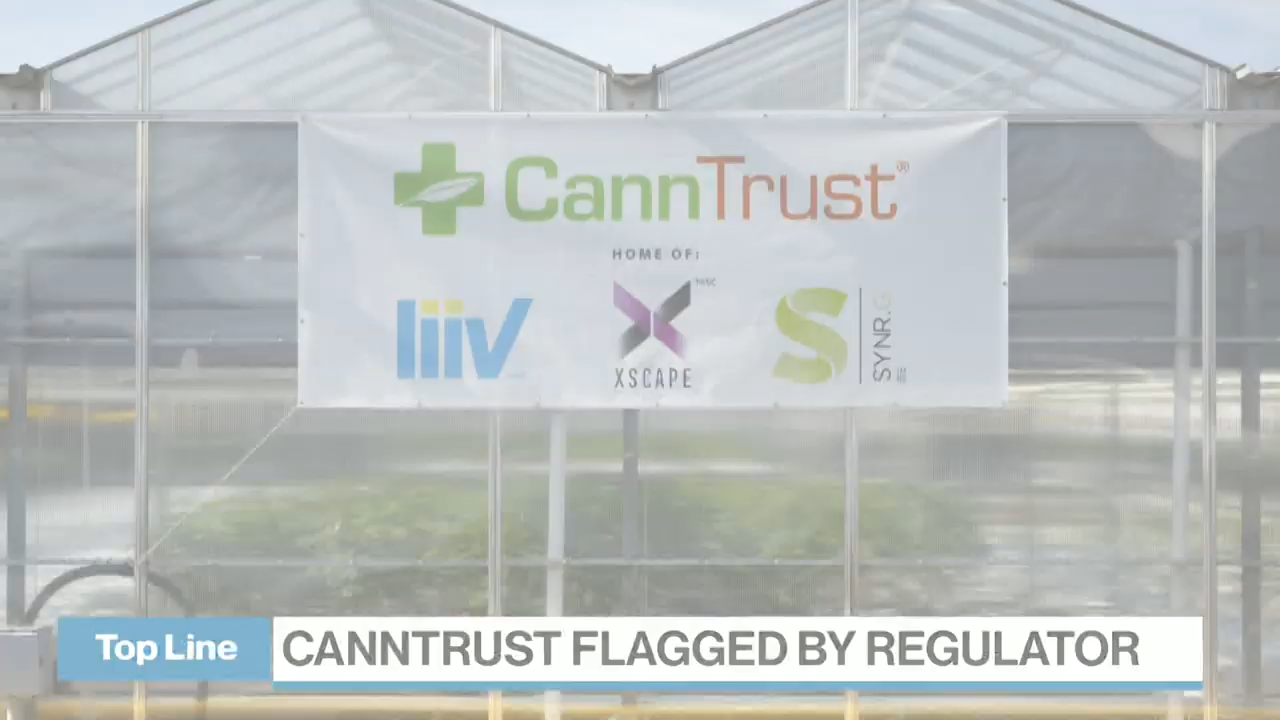 CannTrust®
HOME OF:
liiv
XSCAPE
SYNR.G
Top Line
CANNTRUST FLAGGED BY REGULATOR